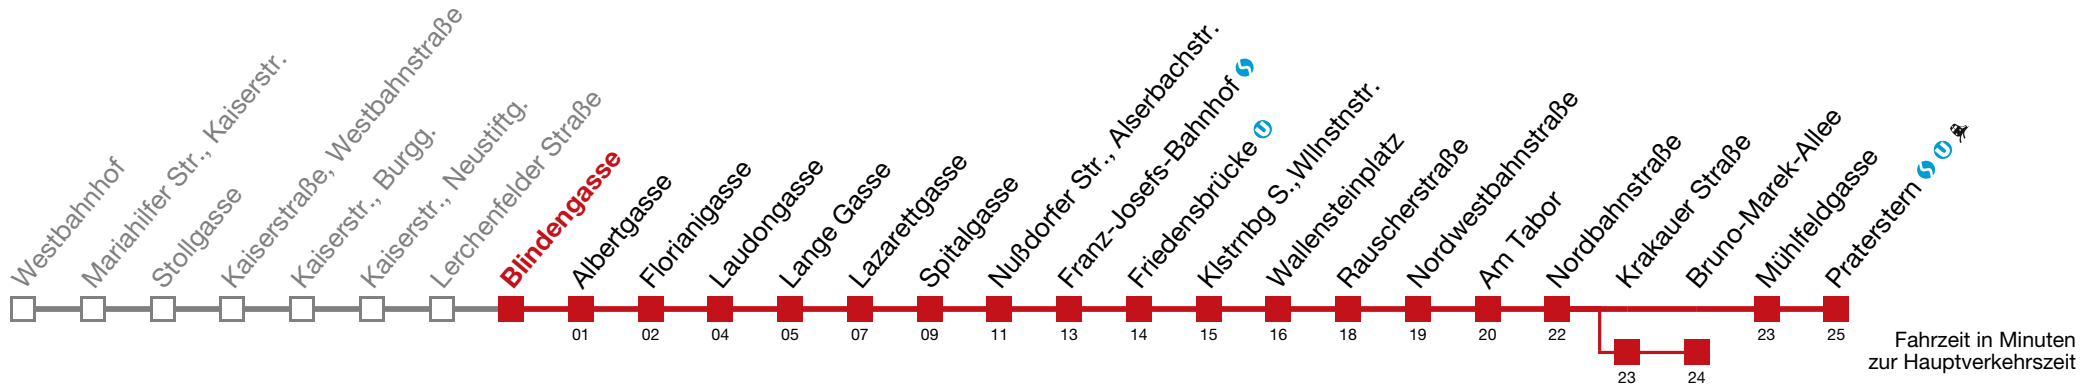 Westbahnhof
Mariahilfer Str., Kaiserstr.
Stollgasse
Kaiserstraße, Westbahnstraße
Kaiserstr., Burgg.
Kaiserstr., Neustiftg.
Lerchenfelder Straße
Blindengasse
Albertgasse
Florianigasse
Laudongasse
Lange Gasse
Lazarettgasse
Spitalgasse
Nußdorfer Str., Alserbachstr.
Franz-Josefs-Bahnhof S
Friedensbrücke U
Klstrnbg S.,Wllnstnstr.
Wallensteinplatz
Rauscherstraße
Nordwestbahnstraße
Am Tabor
Nordbahnstraße
Krakauer Straße
Bruno-Marek-Allee
Mühlfeldgasse
Praterstern S U
01 02 04 05 07 09 11 13 14 15 16 18 19 20 22 23 25
23 24
Fahrzeit in Minuten
zur Hauptverkehrszeit